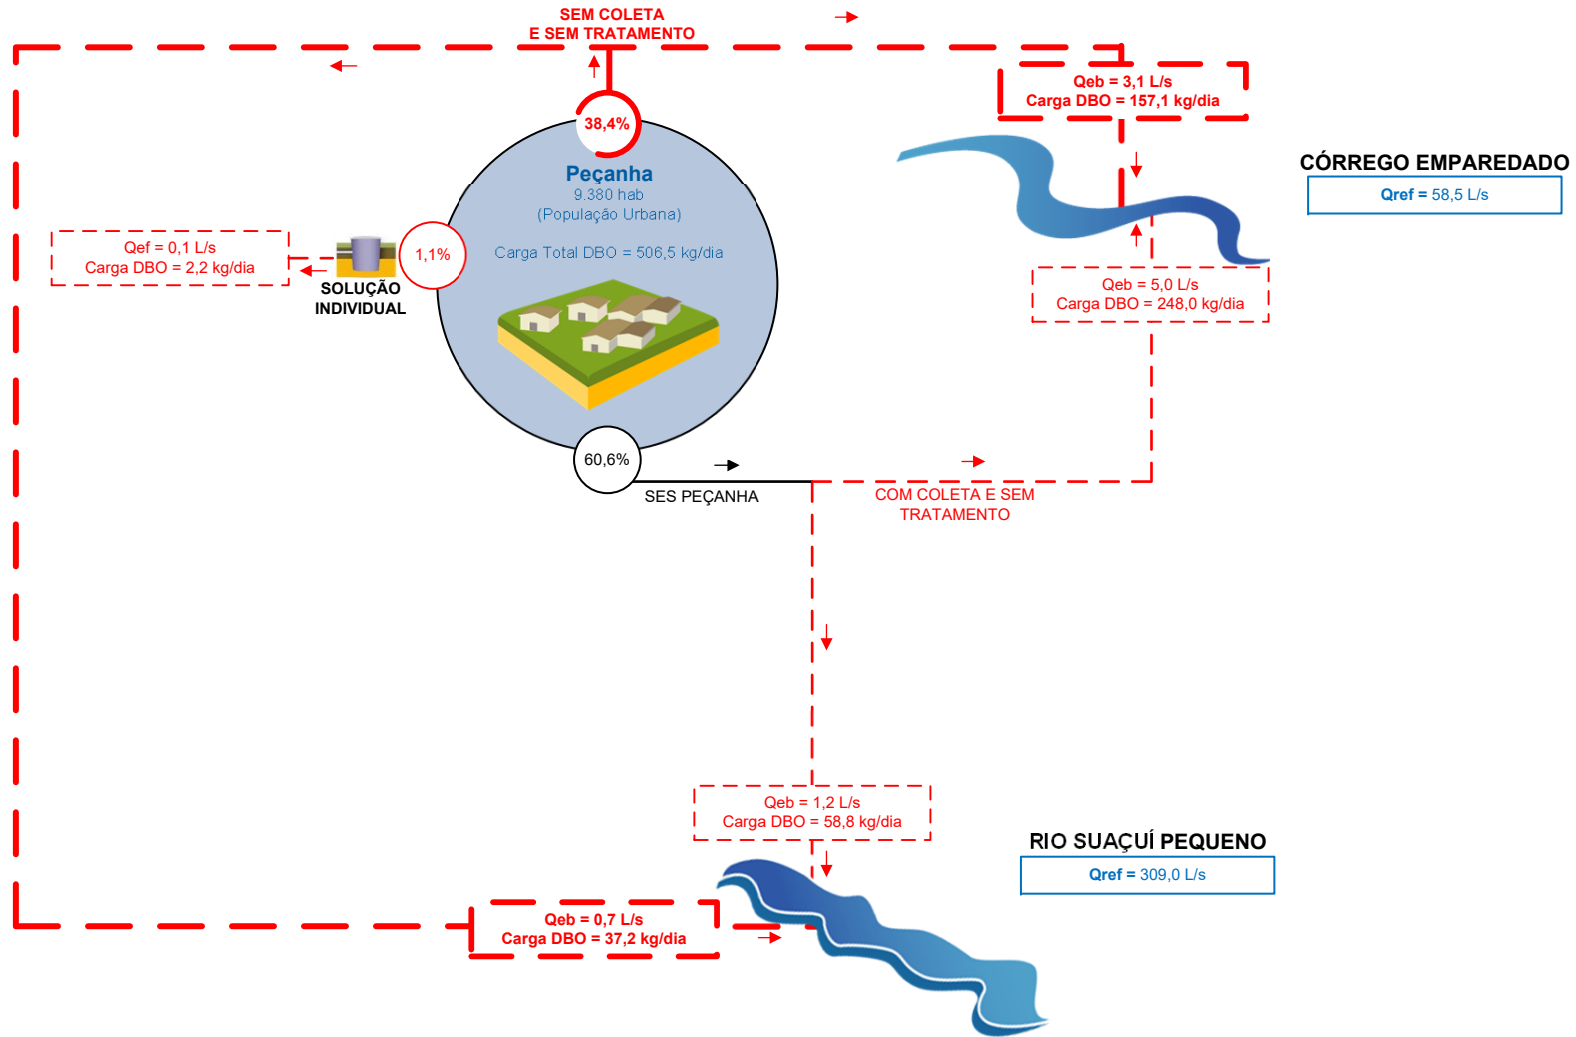 SEM COLETA
E SEM TRATAMENTO
Qeb = 3,1 L/s
Carga DBO = 157,1 kg/dia
38,4%
CÓRREGO EMPAREDADO
Qref = 58,5 L/s
Peçanha
9.380 hab
(População Urbana)
Carga Total DBO = 506,5 kg/dia
Qef = 0,1 L/s
Carga DBO = 2,2 kg/dia
1,1%
SOLUÇÃO
INDIVIDUAL
Qeb = 5,0 L/s
Carga DBO = 248,0 kg/dia
60,6%
SES PEÇANHA
COM COLETA E SEM
TRATAMENTO
Qeb = 1,2 L/s
Carga DBO = 58,8 kg/dia
RIO SUAÇUÍ PEQUENO
Qref = 309,0 L/s
Qeb = 0,7 L/s
Carga DBO = 37,2 kg/dia